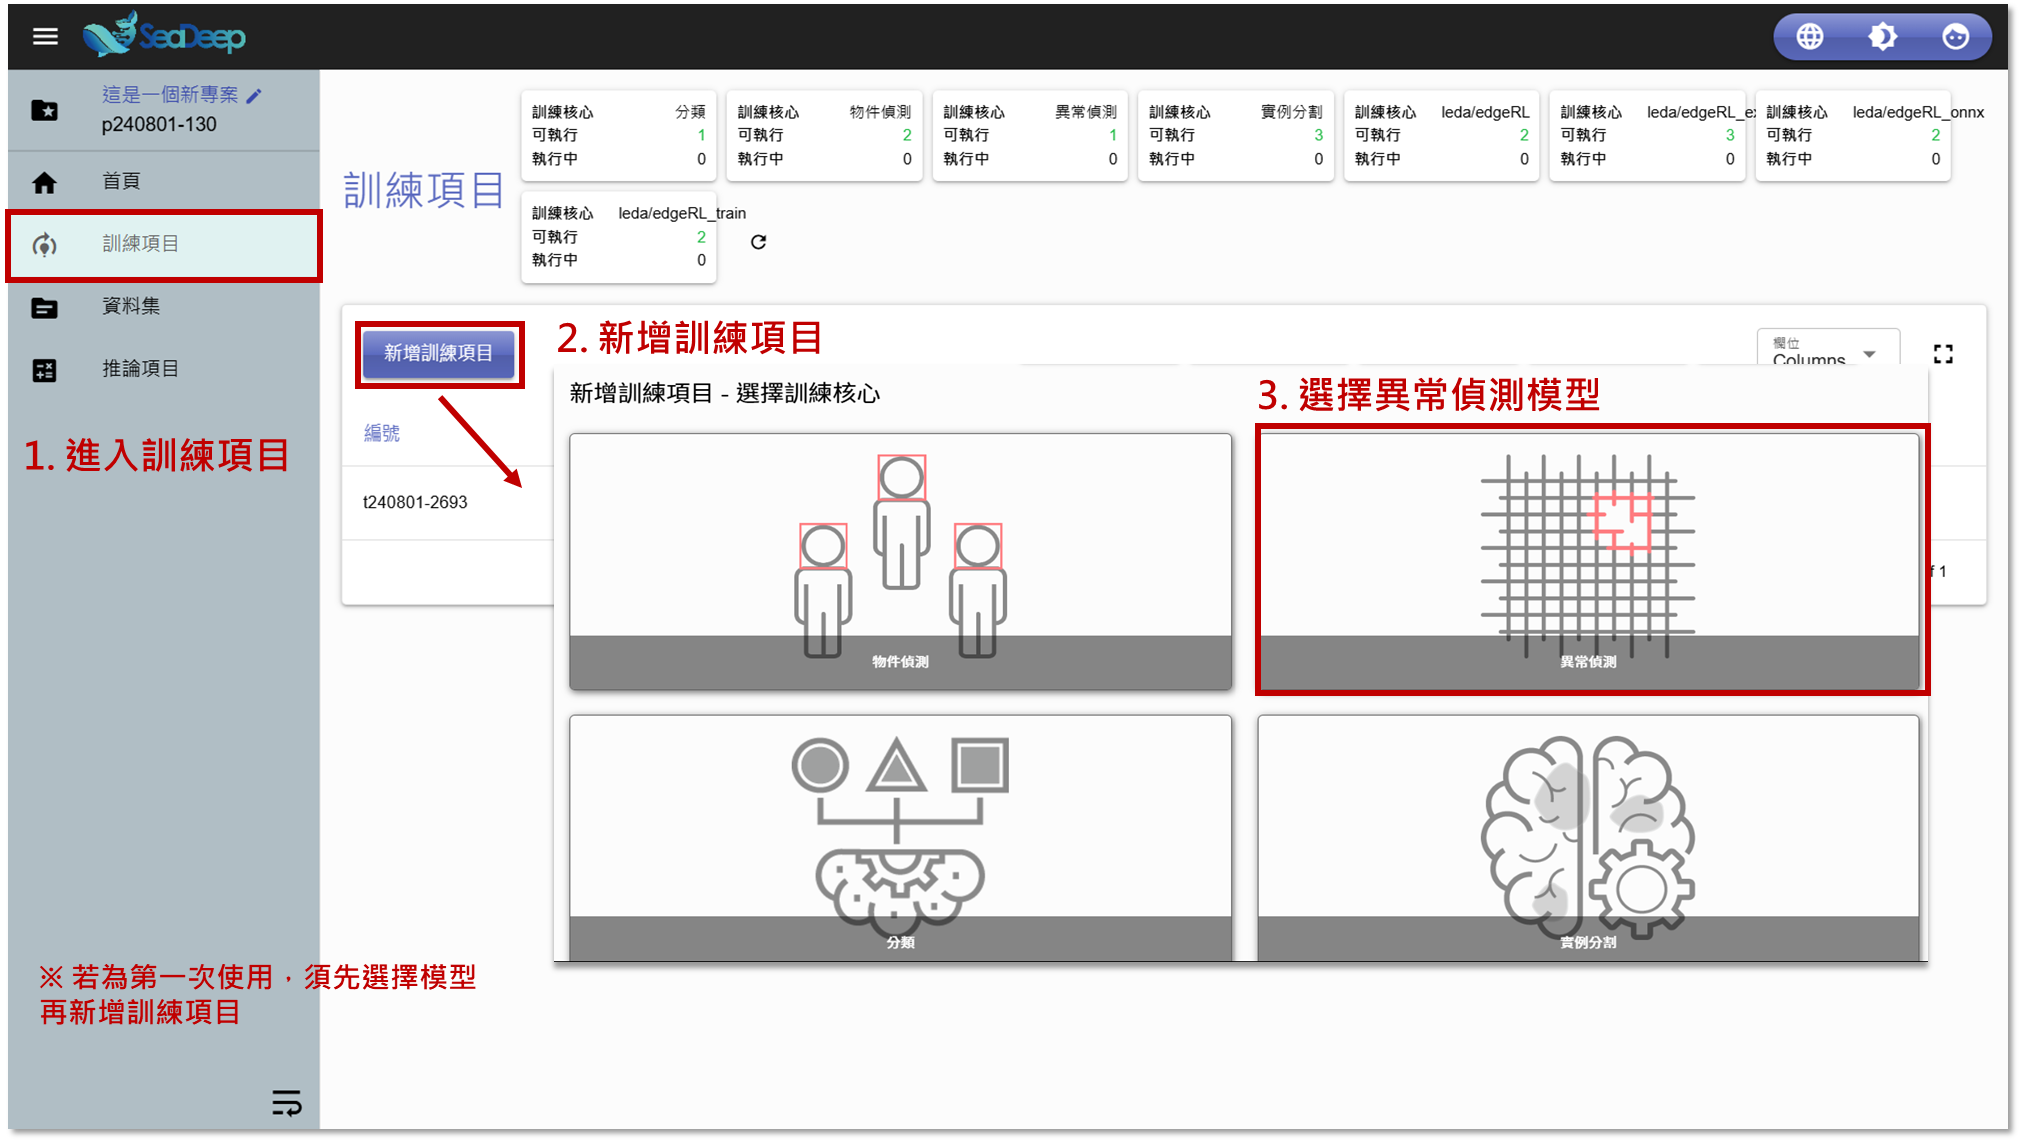 SeaDeep
這是一個新專案
p240801-130
首頁
訓練項目
資料集
推論項目
1. 進入訓練項目
※ 若為第一次使用，須先選擇模型
再新增訓練項目
訓練項目
訓練核心 分類
可執行 1
執行中 0
訓練核心 物件偵測
可執行 2
執行中 0
訓練核心 異常偵測
可執行 1
執行中 0
訓練核心 實例分割
可執行 3
執行中 0
訓練核心 leda/edgeRL
可執行 2
執行中 0
訓練核心 leda/edgeRL_e
可執行 3
執行中 0
訓練核心 leda/edgeRL_onnx
可執行 2
執行中 0
訓練核心 leda/edgeRL_train
可執行 2
執行中 0
新增訓練項目
2. 新增訓練項目
欄位
Columns
編號
t240801-2693
f 1
新增訓練項目 - 選擇訓練核心
3. 選擇異常偵測模型
物件偵測
異常偵測
分類
實例分割